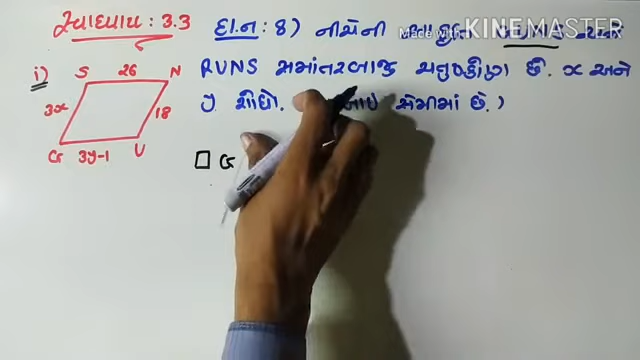 સ્વાધ્યાય : 3.3
દા.ન : 8) નીચેની
Made With KINEMASTER
i)
S 26 N
3x 18
G 3y-1 U
RUNS સમાંતરબાજુ ચતુષ્કોણ છે. x અને
y શોધો. સેમીમાં છે.)
□ G